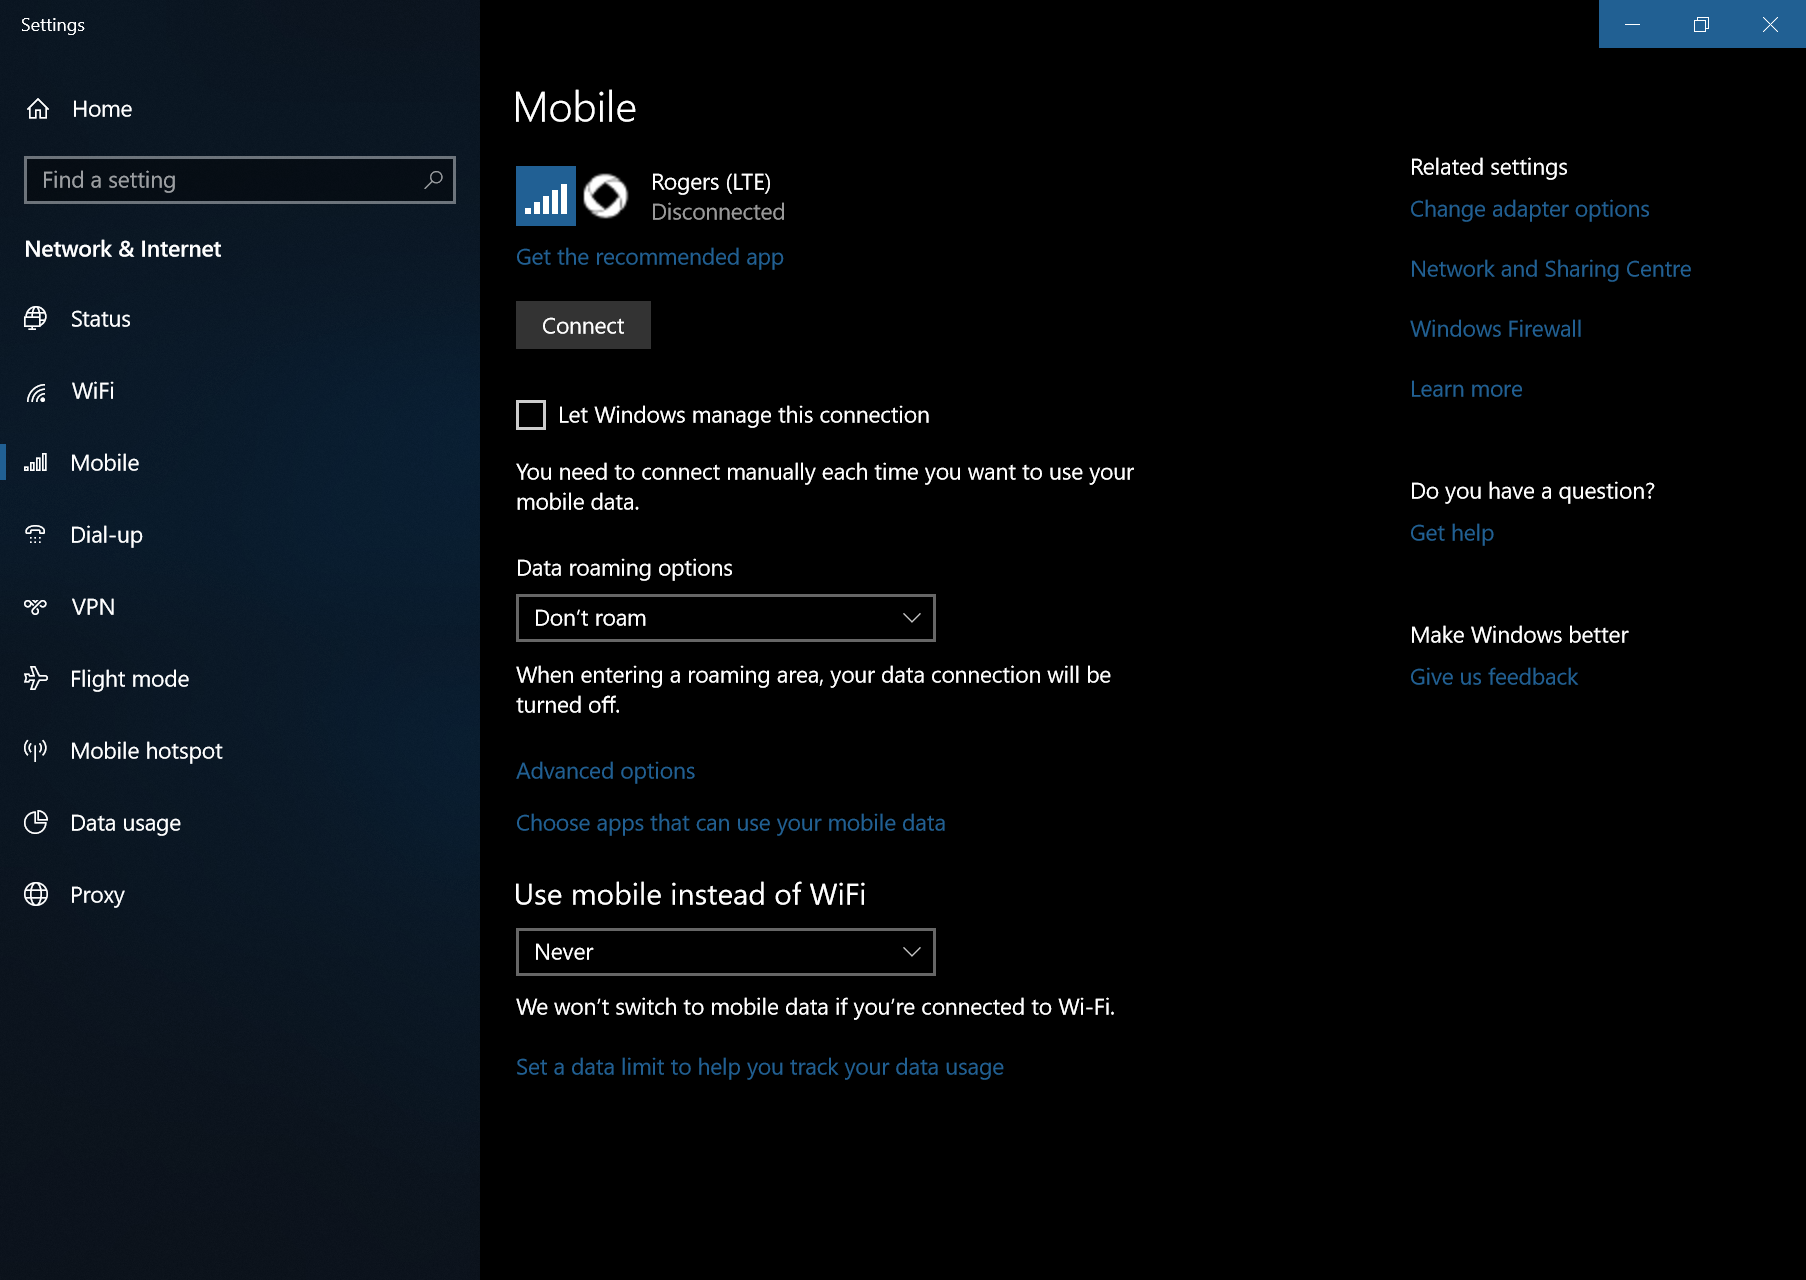 Settings
Home
Find a setting
Network & Internet
Status
WiFi
Mobile
Dial-up
VPN
Flight mode
Mobile hotspot
Data usage
Proxy
Mobile
Rogers (LTE)
Disconnected
Get the recommended app
Connect
Let Windows manage this connection
You need to connect manually each time you want to use your
mobile data.
Data roaming options
Don't roam
When entering a roaming area, your data connection will be
turned off.
Advanced options
Choose apps that can use your mobile data
Use mobile instead of WiFi
Never
We won't switch to mobile data if you're connected to Wi-Fi.
Set a data limit to help you track your data usage
Related settings
Change adapter options
Network and Sharing Centre
Windows Firewall
Learn more
Do you have a question?
Get help
Make Windows better
Give us feedback